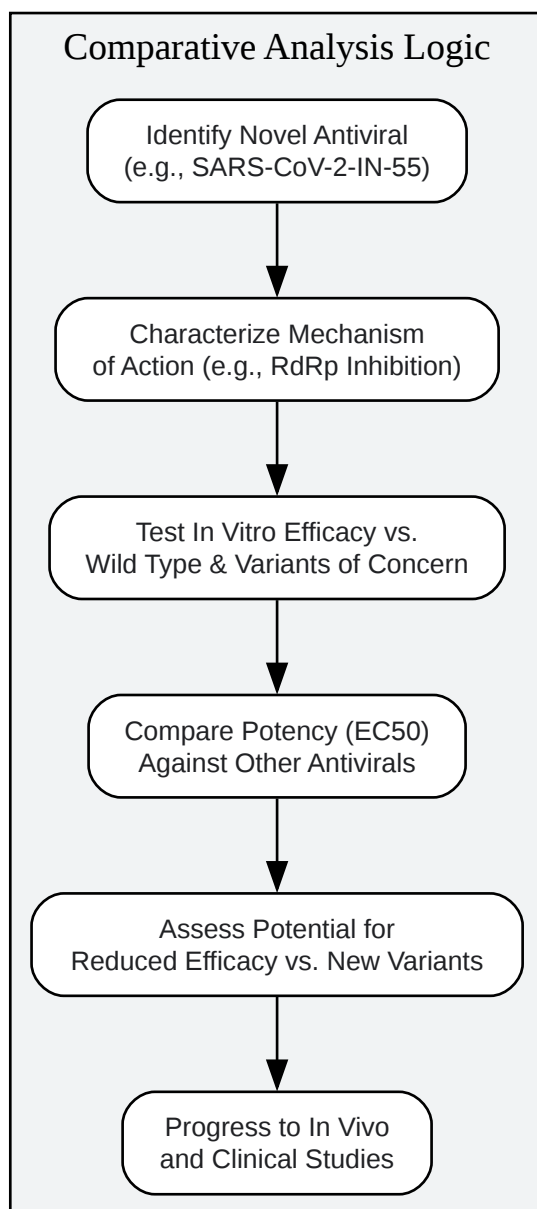 Comparative Analysis Logic
Identify Novel Antiviral
(e.g., SARS-CoV-2-IN-55)
Characterize Mechanism
of Action (e.g., RdRp Inhibition)
Test In Vitro Efficacy vs.
Wild Type & Variants of Concern
Compare Potency (EC50)
Against Other Antivirals
Assess Potential for
Reduced Efficacy vs. New Variants
Progress to In Vivo
and Clinical Studies